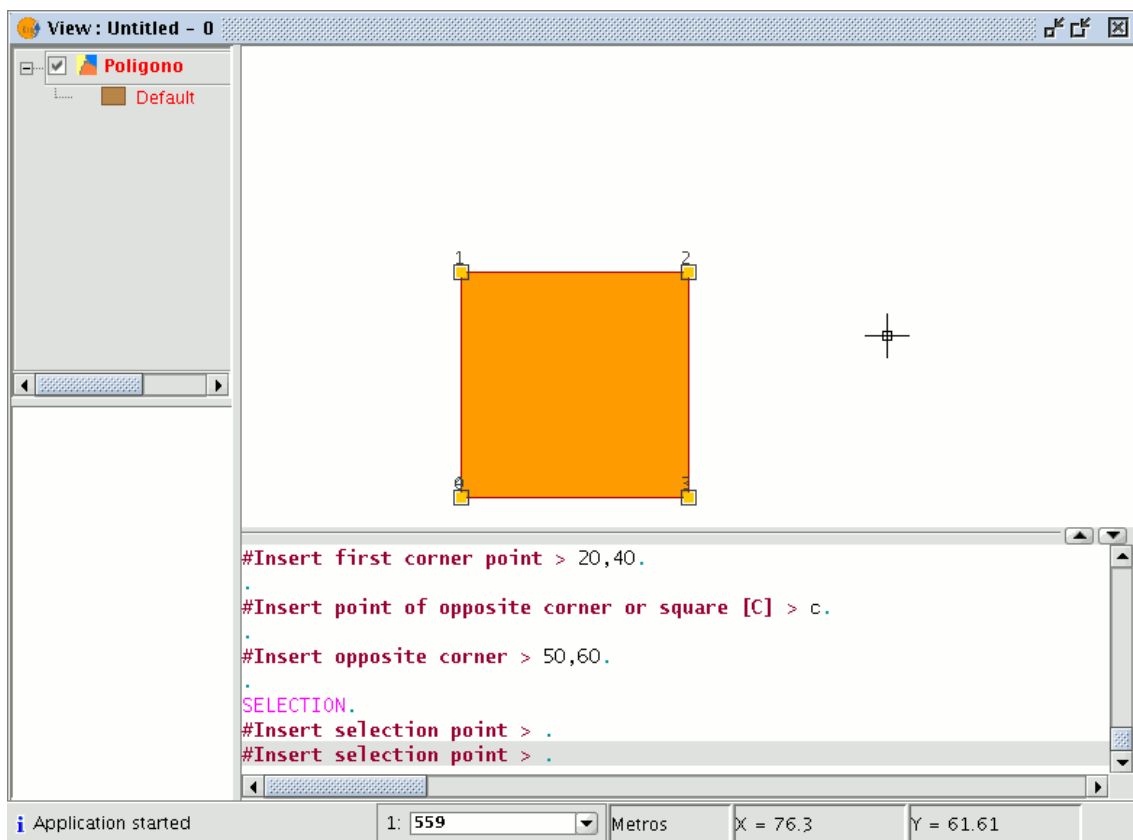 View : Untitled - 0
Poligono
Default
1
2
3
#Insert first corner point > 20,40.
.
#Insert point of opposite corner or square [C] > c.
.
#Insert opposite corner > 50,60.
.
SELECTION.
#Insert selection point > .
#Insert selection point > .
Application started
1: 559
Metros
X = 76.3
Y = 61.61